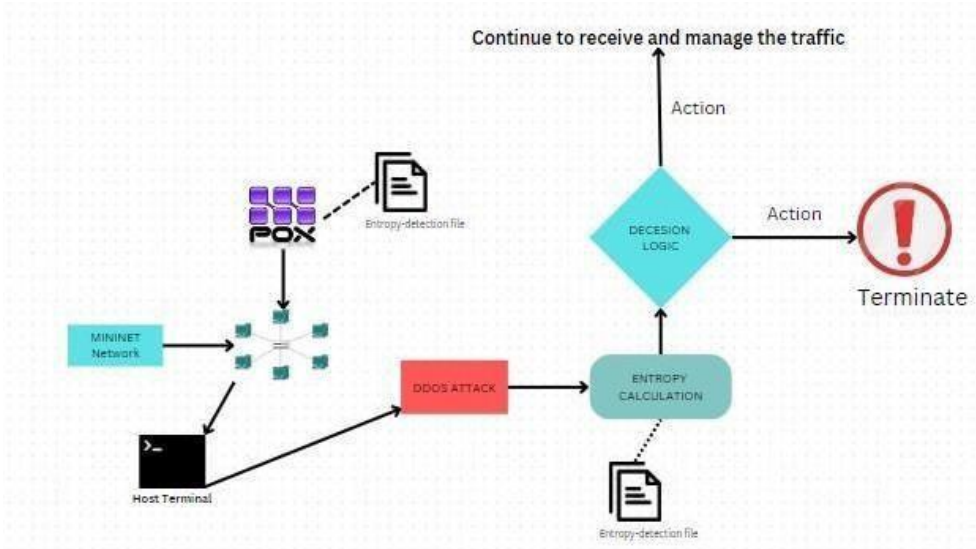 Continue to receive and manage the traffic
Action
POX
Entropy-detection file
DECESION
LOGIC
Action
Terminate
MININET
Network
DDOS ATTACK
ENTROPY
CALCULATION
>_
Host Terminal
Entropy-detection file